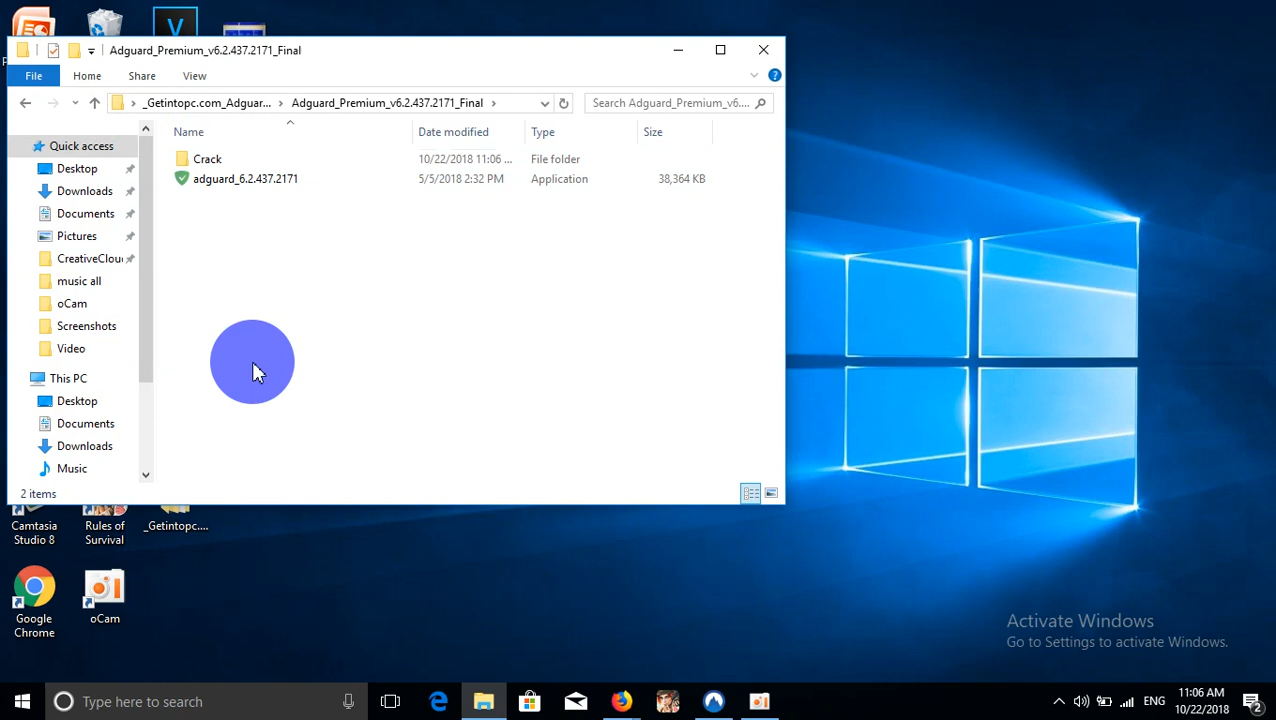 Adguard_Premium_v6.2.437.2171_Final
File Home Share View
_Getintopc.com_Adguar... Adguard_Premium_v6.2.437.2171_Final Search Adguard_Premium_v6....
Name Date modified Type Size
Quick access
Desktop
Downloads
Documents
Pictures
CreativeCloud
music all
oCam
Screenshots
Video
This PC
Desktop
Documents
Downloads
Music
Crack 10/22/2018 11:06 ... File folder
adguard_6.2.437.2171 5/5/2018 2:32 PM Application 38,364 KB
2 items
Camtasia
Studio 8
Rules of
Survival
_Getintopc....
Google
Chrome
oCam
Activate Windows
Go to Settings to activate Windows.
Type here to search
ENG
11:06 AM
10/22/2018
2